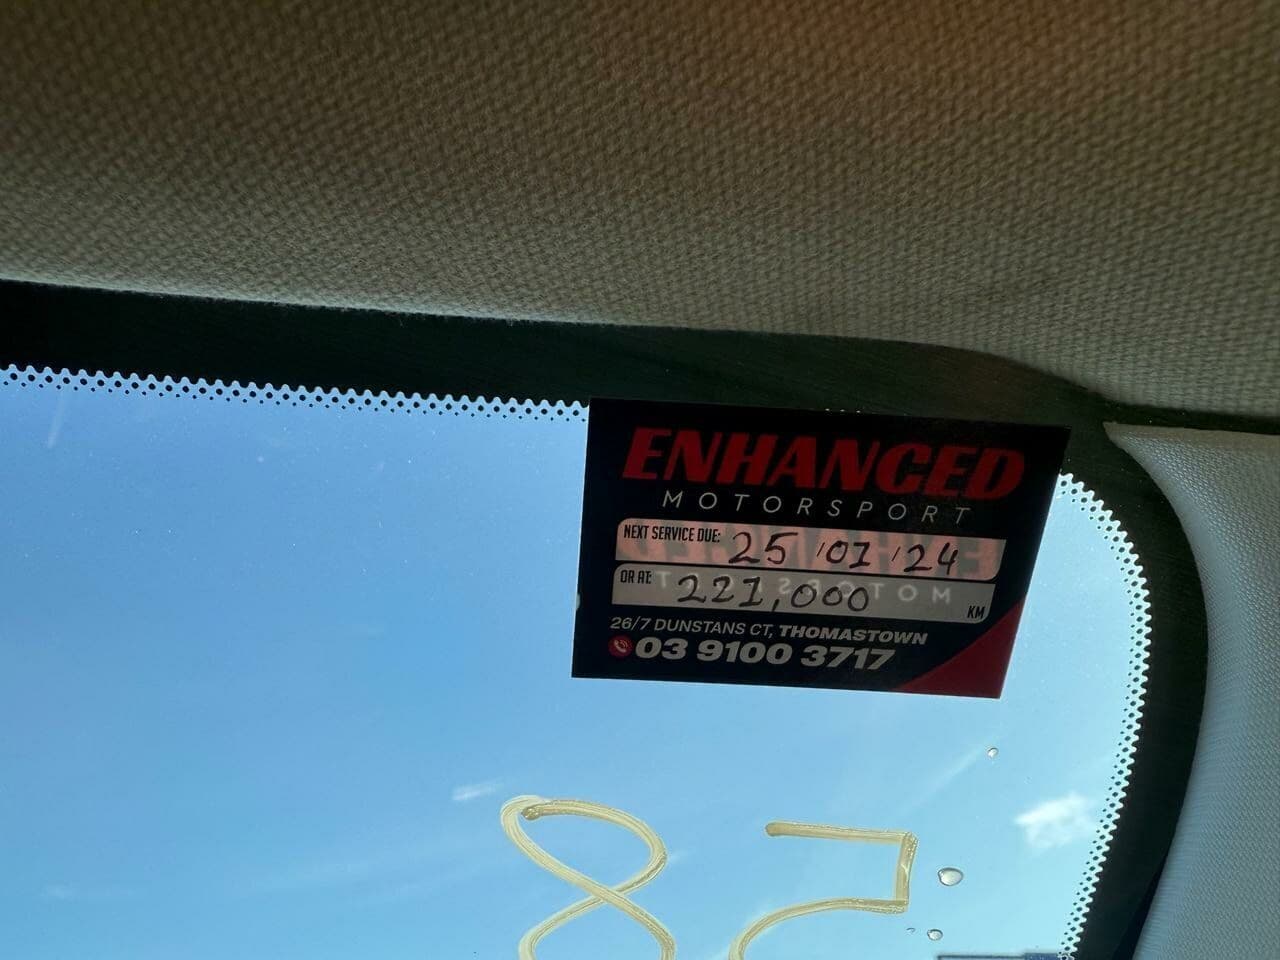 ENHANCED
MOTORSPORT
NEXT SERVICE DUE: 25/01/24
OR AT: 221,000 KM
26/7 DUNSTANS CT, THOMASTOWN
03 9100 3717